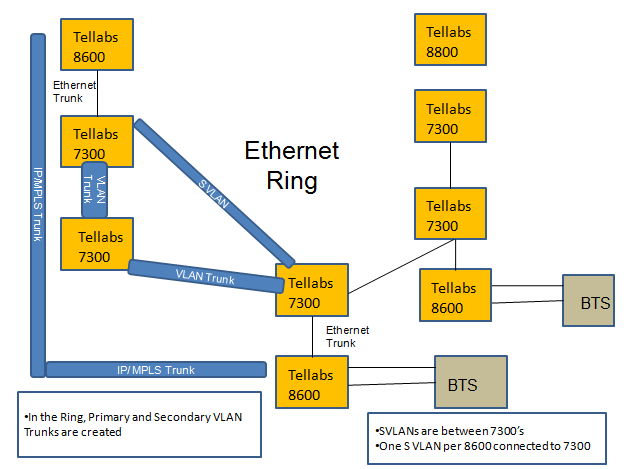 Tellabs
8600
Tellabs
8800
Ethernet
Trunk
Tellabs
7300
Tellabs
7300
Ethernet
Ring
IP/MPLS Trunk
VLAN
Trunk
S VLAN
Tellabs
7300
Tellabs
7300
VLAN Trunk
Tellabs
7300
Tellabs
8600
BTS
Ethernet
Trunk
IP/MPLS Trunk
Tellabs
8600
BTS
•In the Ring, Primary and Secondary VLAN
Trunks are created
•SVLANs are between 7300's
•One S VLAN per 8600 connected to 7300